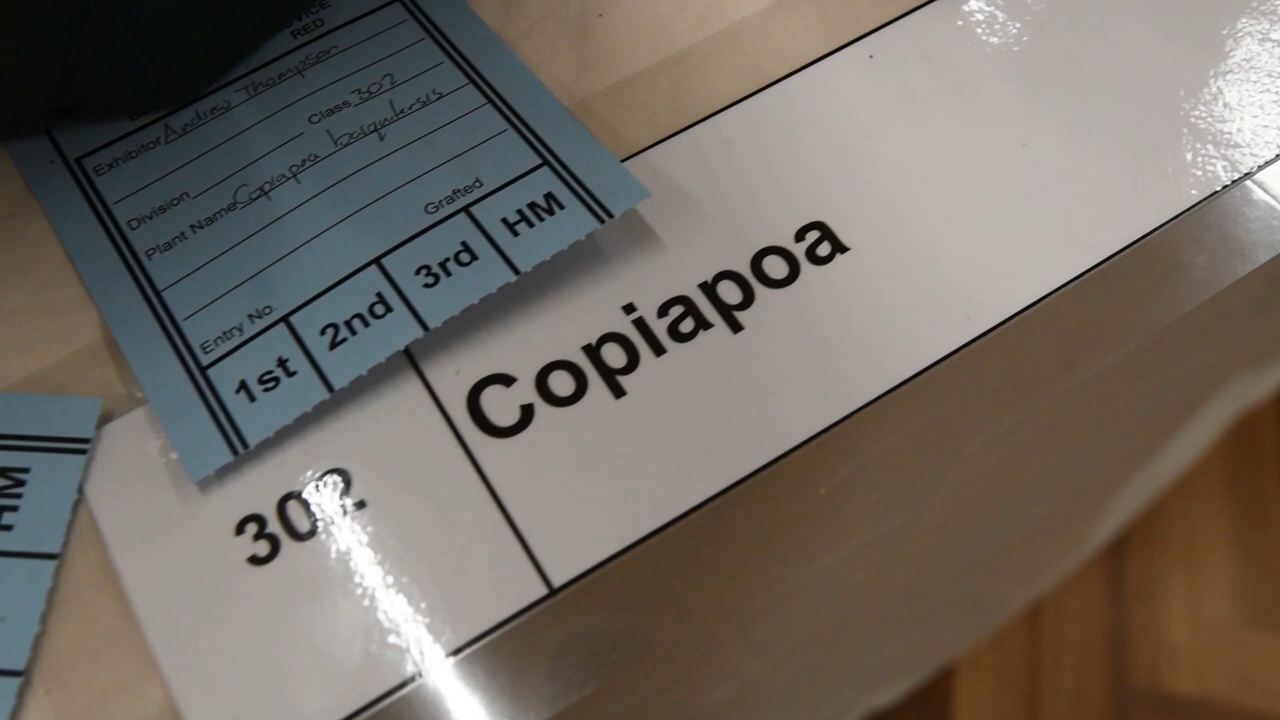 RED
Exhibitor Andrew Thompson
Class 302
Division
Plant Name Copiapoa
Grafted
Entry No.
1st 2nd 3rd HM
302 Copiapoa
HM